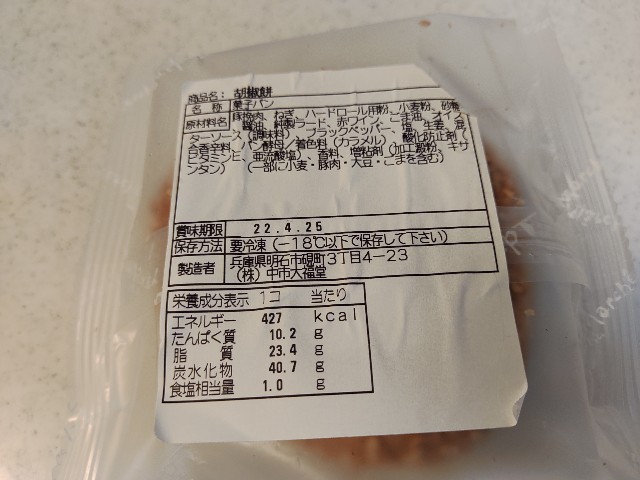 商品名: 胡椒餅
名 称 菓子パン
原材料名 豚挽肉、ねぎ、ハードロール用粉、小麦粉、砂糖
、醤油、精製ラード、赤ワイン、ごま油、オイス
ターソース(調味料)、ブラックペッパー、塩、生姜、混
合香辛料、パン酵母/着色料(カラメル)、酸化防止剤(
ビタミンE、亜流酸塩)、香料、増粘剤(加工澱粉、キサ
ンタン) (一部に小麦・豚肉・大豆・ごまを含む)
賞味期限 22.4.25
保存方法 要冷凍(-18℃以下で保存して下さい)
製造者 兵庫県明石市硯町3丁目4-23
(株)中市大福堂
栄養成分表示 1コ 当たり
エネルギー 427 kcal
たんぱく質 10.2 g
脂 質 23.4 g
炭水化物 40.7 g
食塩相当量 1.0 g